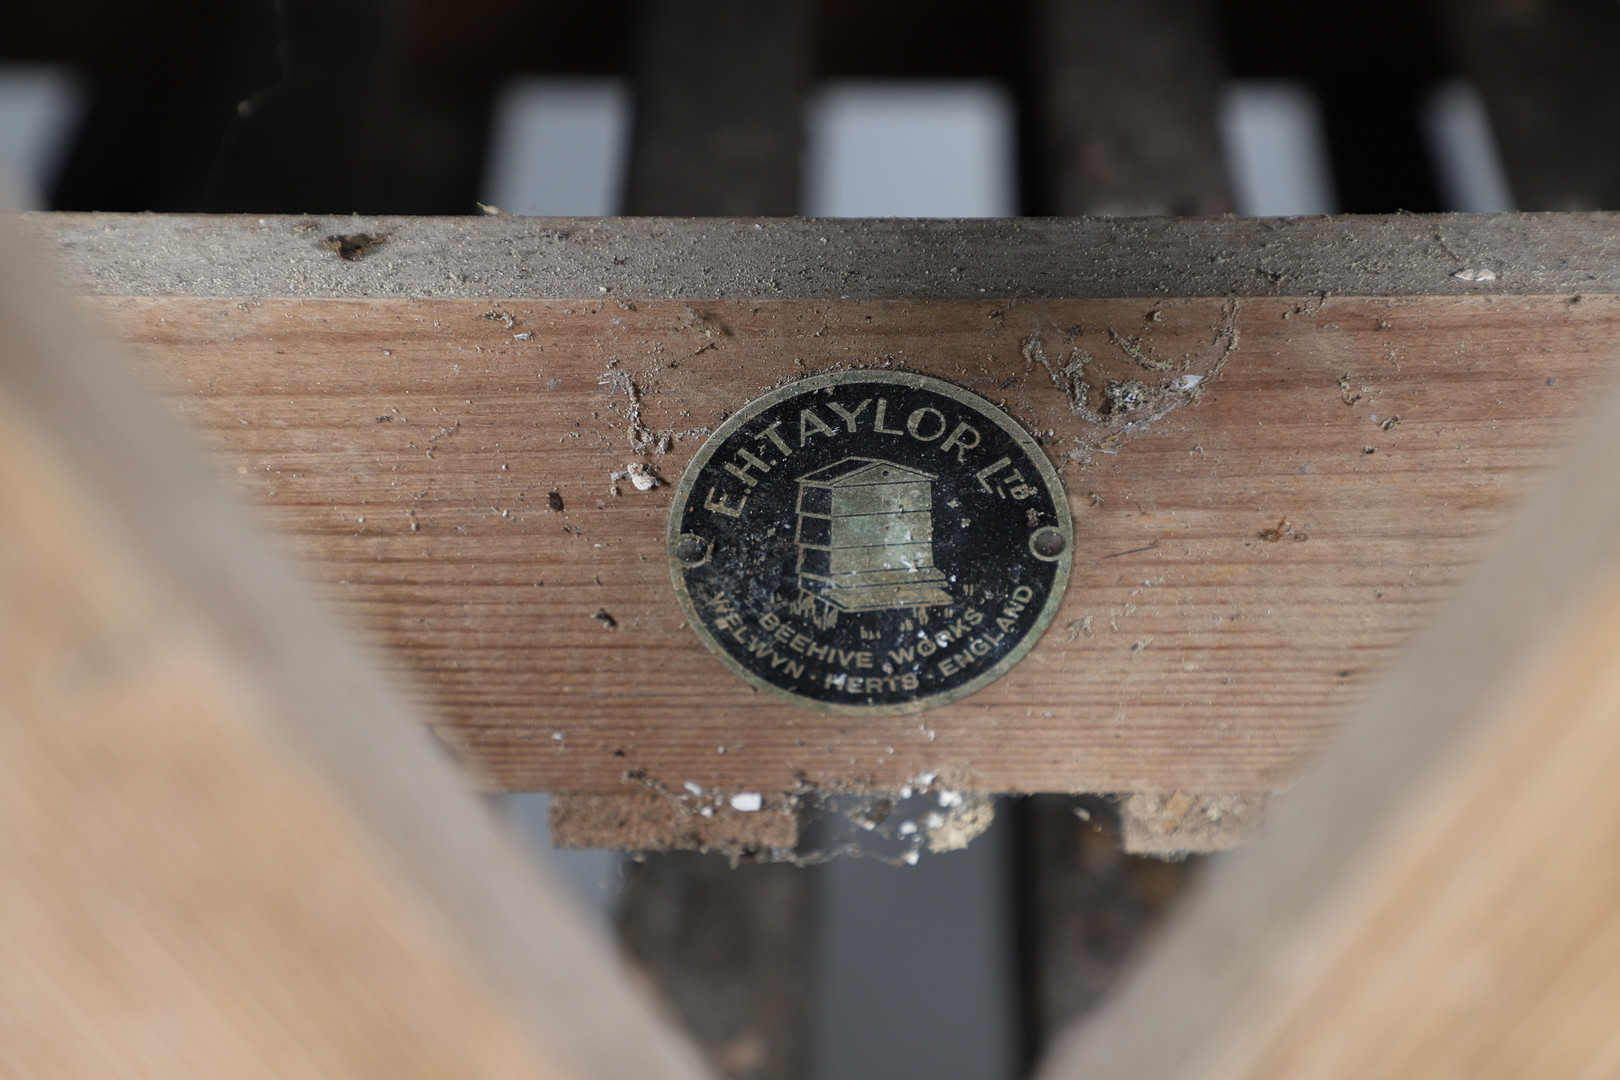 E.H. TAYLOR LTD
BEEHIVE WORKS
WELWYN · HERTS · ENGLAND